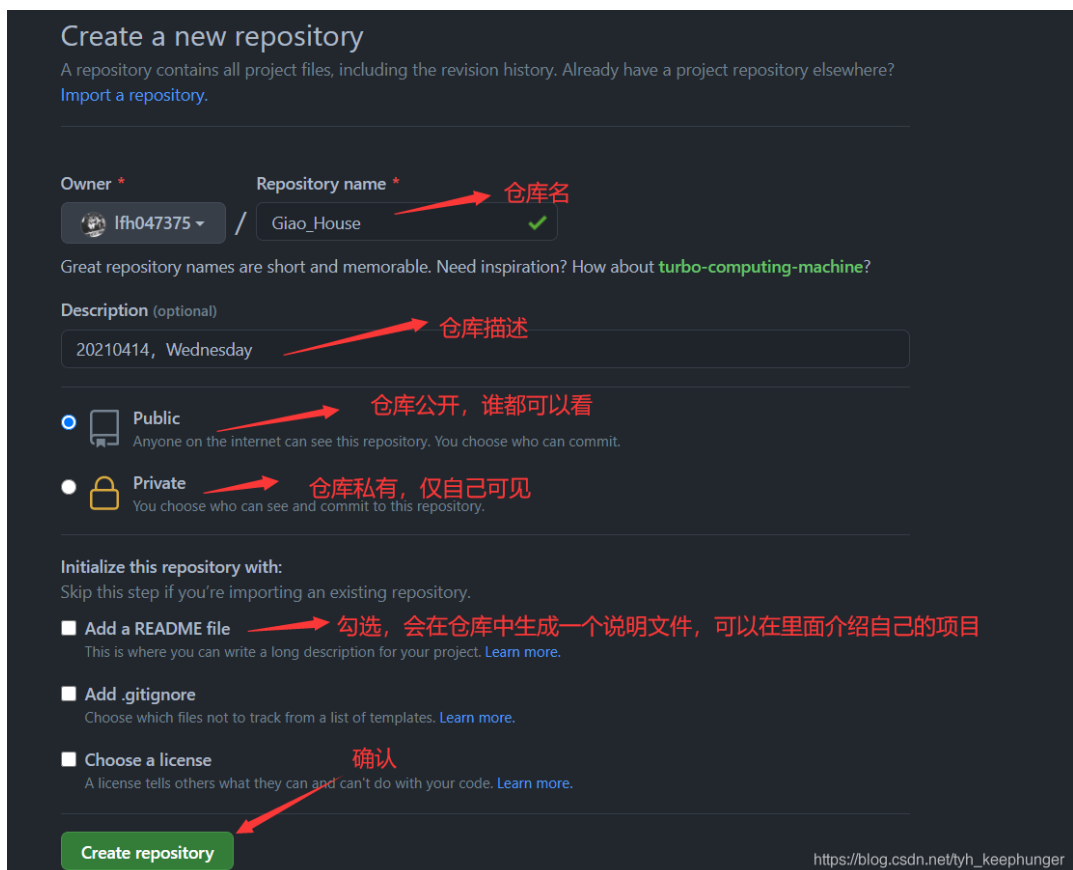 Create a new repository
A repository contains all project files, including the revision history. Already have a project repository elsewhere?
Import a repository.
Owner * Repository name * 仓库名
lfh047375 / Giao_House
Great repository names are short and memorable. Need inspiration? How about turbo-computing-machine?
Description (optional) 仓库描述
20210414，Wednesday
Public 仓库公开，谁都可以看
Anyone on the internet can see this repository. You choose who can commit.
Private 仓库私有，仅自己可见
You choose who can see and commit to this repository.
Initialize this repository with:
Skip this step if you're importing an existing repository.
Add a README file 勾选，会在仓库中生成一个说明文件，可以在里面介绍自己的项目
This is where you can write a long description for your project. Learn more.
Add .gitignore
Choose which files not to track from a list of templates. Learn more.
Choose a license 确认
A license tells others what they can and can't do with your code. Learn more.
Create repository
https://blog.csdn.net/tyh_keephunger